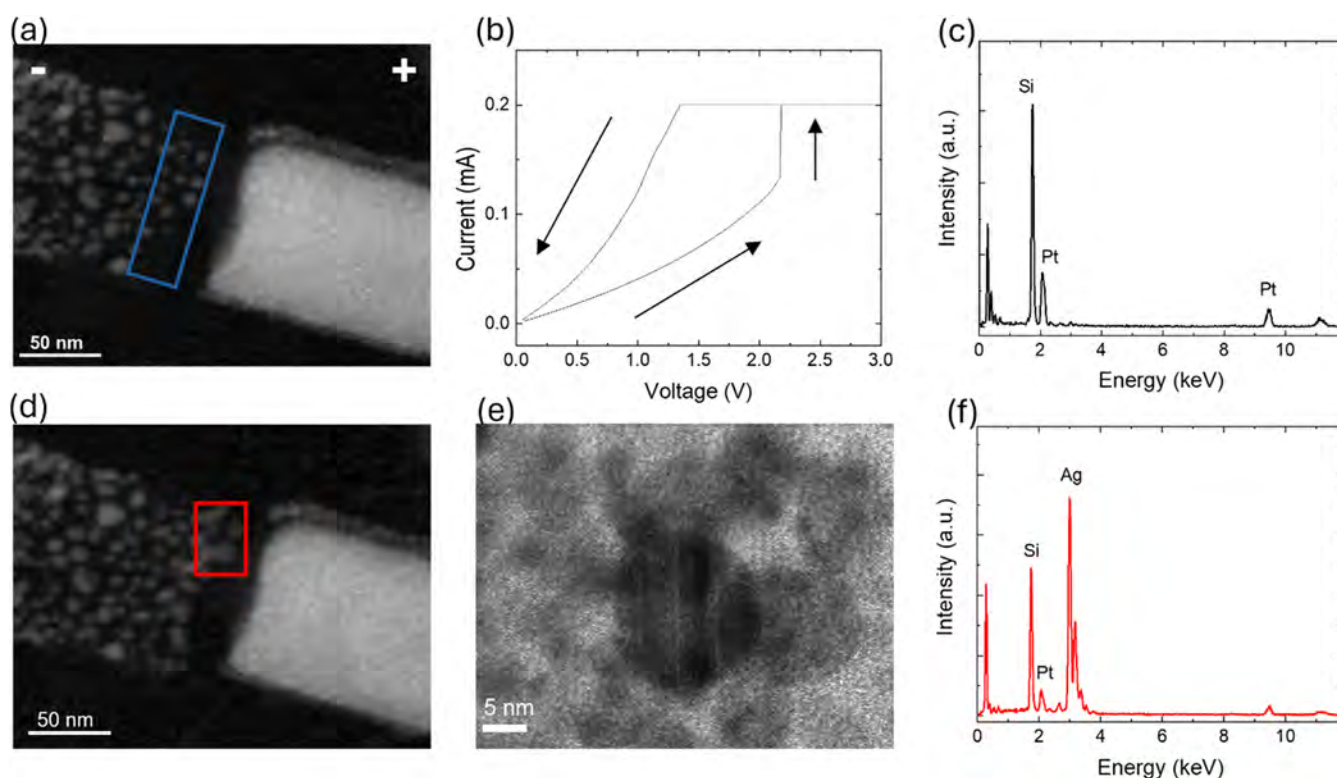 (a)
- +
50 nm
(b)
Current (mA)
0.2
0.1
0.0
0.0 0.5 1.0 1.5 2.0 2.5 3.0
Voltage (V)
(c)
Intensity (a.u.)
Si
Pt
Pt
0 2 4 6 8 10
Energy (keV)
(d)
50 nm
(e)
5 nm
(f)
Intensity (a.u.)
Ag
Si
Pt
0 2 4 6 8 10
Energy (keV)